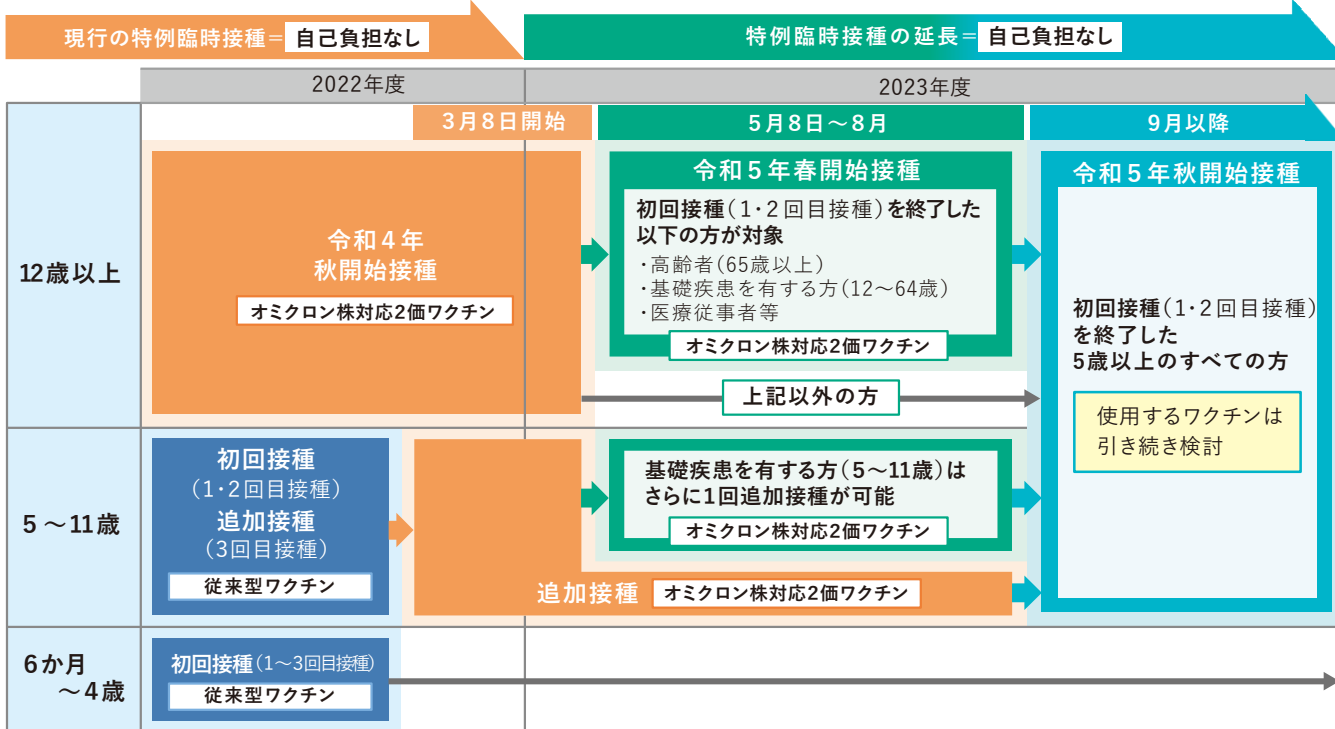 現行の特例臨時接種＝ 自己負担なし
特例臨時接種の延長＝ 自己負担なし
2022年度
2023年度
3月8日開始
5月8日～8月
9月以降
12歳以上
令和4年
秋開始接種
オミクロン株対応2価ワクチン
令和5年春開始接種
初回接種(1・2回目接種)を終了した
以下の方が対象
・高齢者(65歳以上)
・基礎疾患を有する方(12～64歳)
・医療従事者等
オミクロン株対応2価ワクチン
上記以外の方
令和5年秋開始接種
初回接種(1・2回目接種)
を終了した
5歳以上のすべての方
使用するワクチンは
引き続き検討
5～11歳
初回接種
(1・2回目接種)
追加接種
(3回目接種)
従来型ワクチン
基礎疾患を有する方(5～11歳)は
さらに1回追加接種が可能
オミクロン株対応2価ワクチン
追加接種 オミクロン株対応2価ワクチン
6か月
～4歳
初回接種(1～3回目接種)
従来型ワクチン